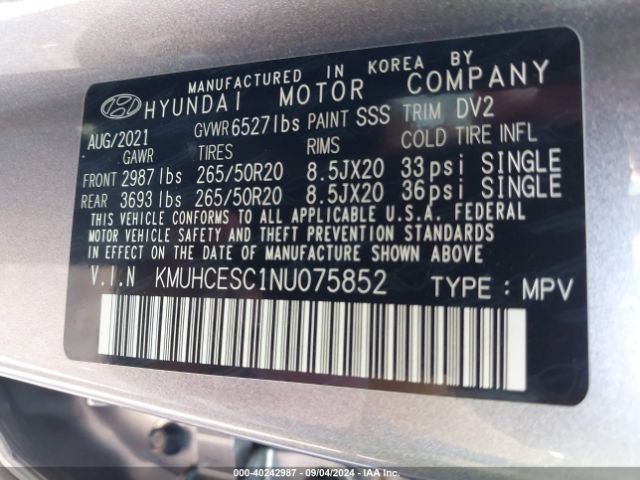 MANUFACTURED IN KOREA BY
HYUNDAI MOTOR COMPANY
AUG/2021 GVWR 6527lbs PAINT SSS TRIM DV2
GAWR TIRES RIMS COLD TIRE INFL
FRONT 2987lbs 265/50R20 8.5JX20 33psi SINGLE
REAR 3693lbs 265/50R20 8.5JX20 36psi SINGLE
THIS VEHICLE CONFORMS TO ALL APPLICABLE U.S.A. FEDERAL
MOTOR VEHICLE SAFETY AND THEFT PREVENTION STANDARDS
IN EFFECT ON THE DATE OF MANUFACTURE SHOWN ABOVE
V.I.N KMUHCESC1NU075852 TYPE : MPV
000-40242987 - 09/04/2024 - IAA Inc.